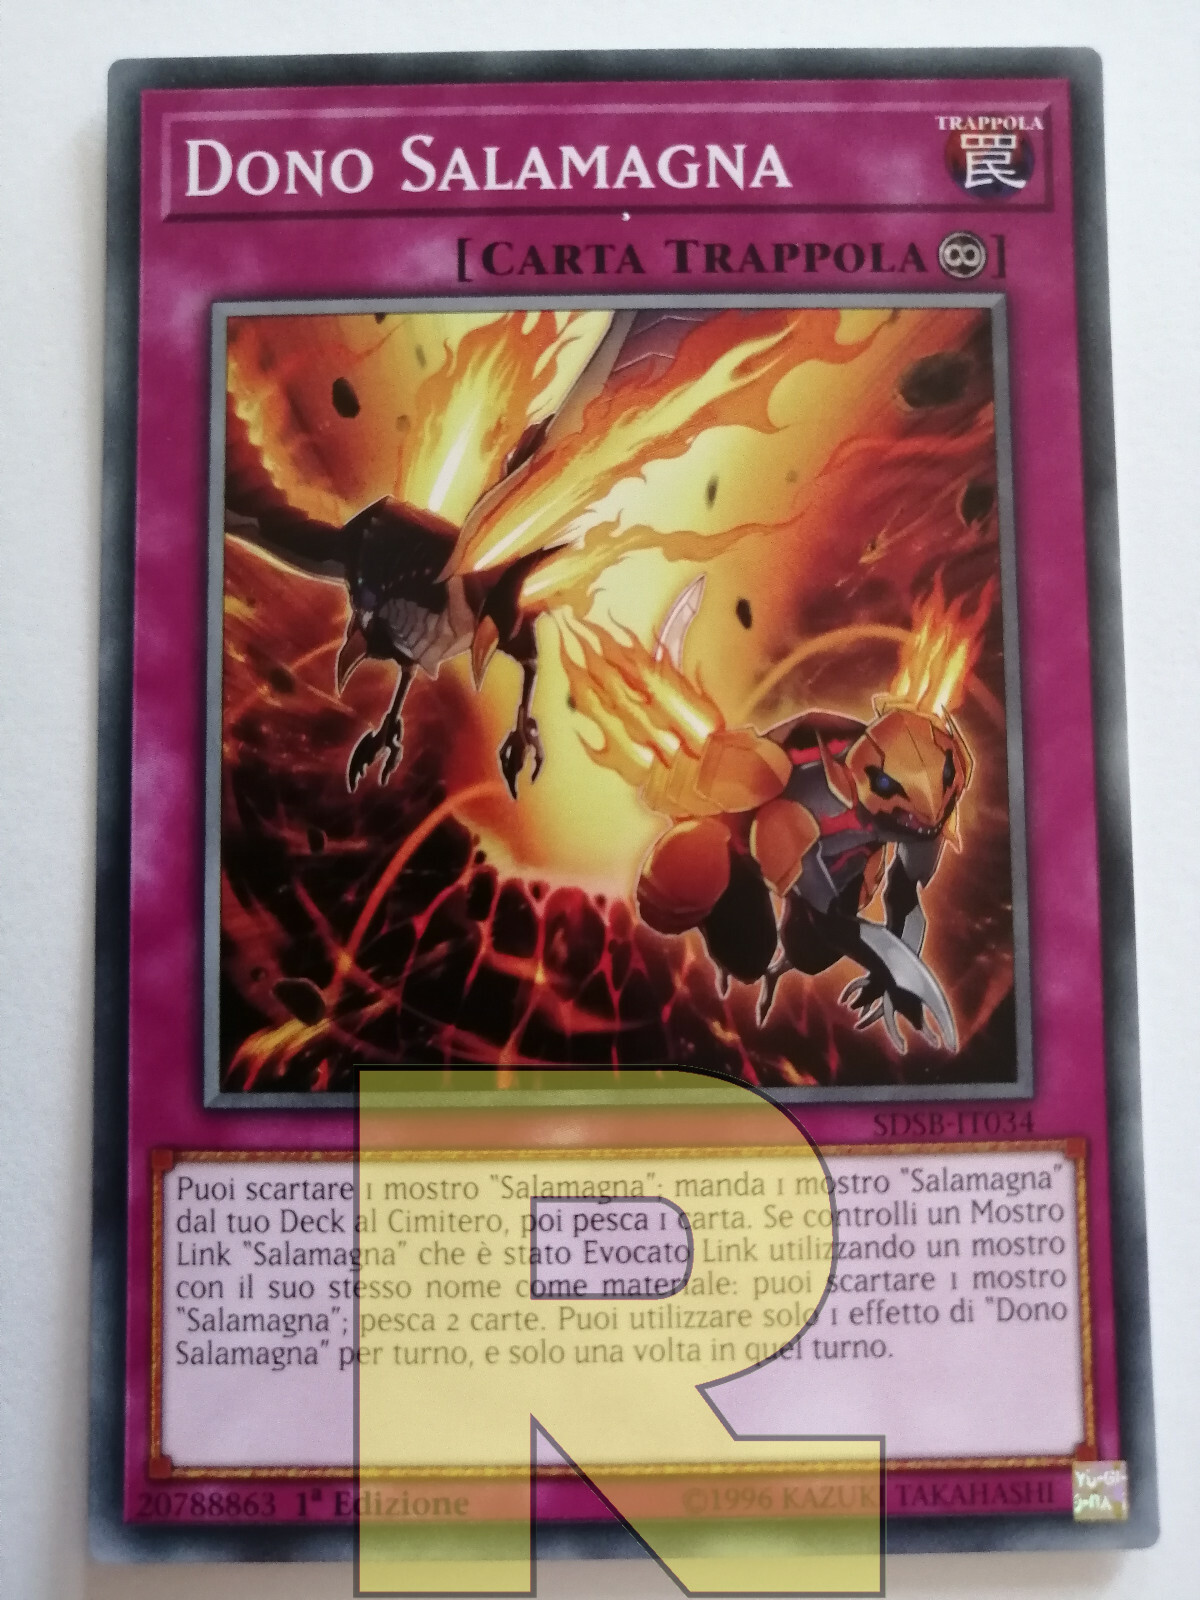 DONO SALAMAGNA
TRAPPOLA
罠
[CARTA TRAPPOLA ∞]
SDSB-IT034
Puoi scartare 1 mostro "Salamagna"; manda 1 mostro "Salamagna"
dal tuo Deck al Cimitero, poi pesca 1 carta. Se controlli un Mostro
Link "Salamagna" che è stato Evocato Link utilizzando un mostro
con il suo stesso nome come materiale: puoi scartare 1 mostro
"Salamagna"; pesca 2 carte. Puoi utilizzare solo 1 effetto di "Dono
Salamagna" per turno, e solo una volta in quel turno.
20788863 1ª Edizione
©1996 KAZUKI TAKAHASHI
R